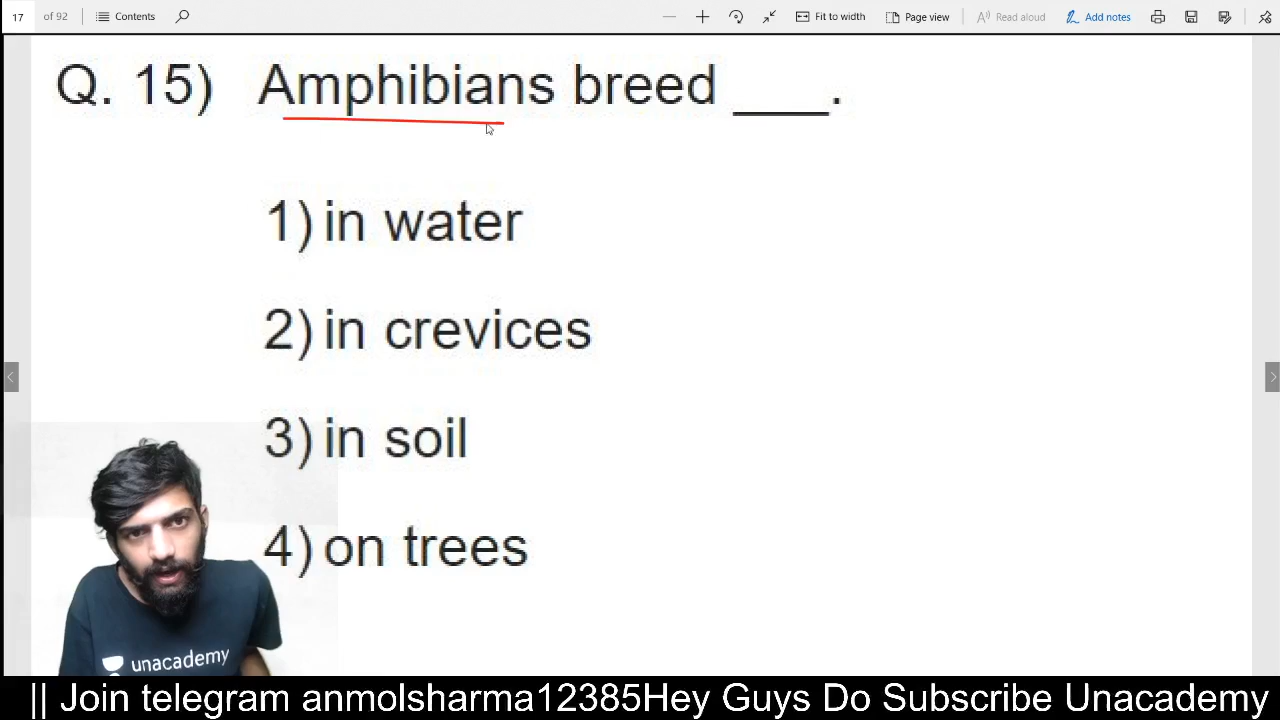 17 of 92 Contents Fit to width Page view Read aloud Add notes
Q. 15) Amphibians breed ____.
1) in water
2) in crevices
3) in soil
4) on trees
unacademy
|| Join telegram anmolsharma12385Hey Guys Do Subscribe Unacademy